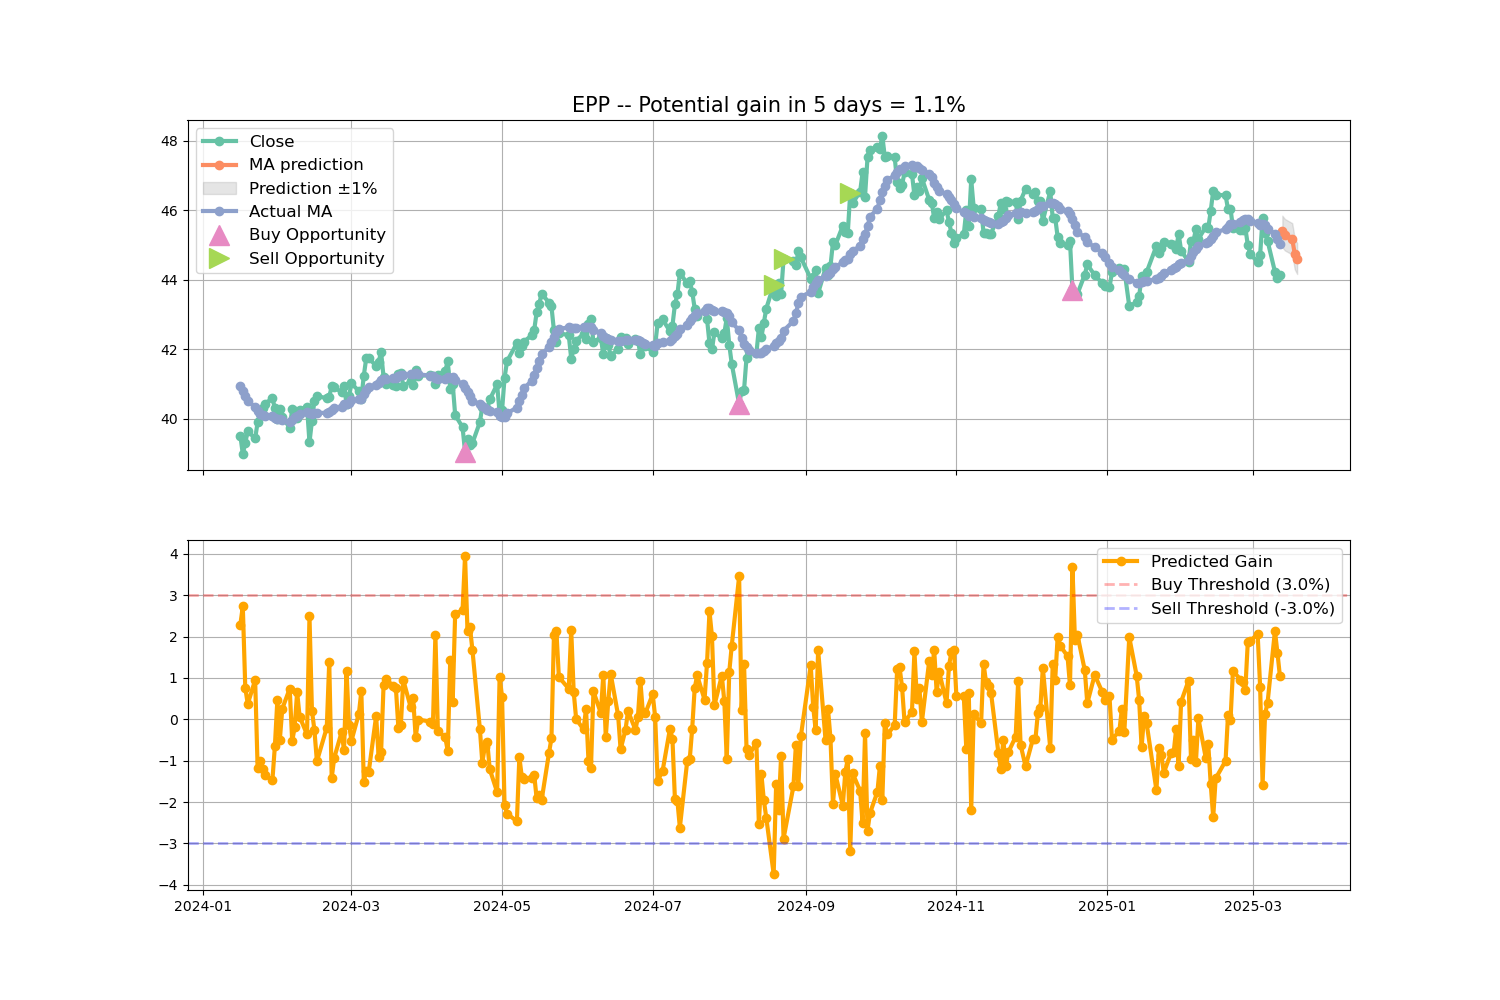 EPP -- Potential gain in 5 days = 1.1%
48
46
44
42
40
Close
MA prediction
Prediction ±1%
Actual MA
Buy Opportunity
Sell Opportunity
4
3
2
1
0
−1
−2
−3
−4
Predicted Gain
Buy Threshold (3.0%)
Sell Threshold (-3.0%)
2024-01
2024-03
2024-05
2024-07
2024-09
2024-11
2025-01
2025-03